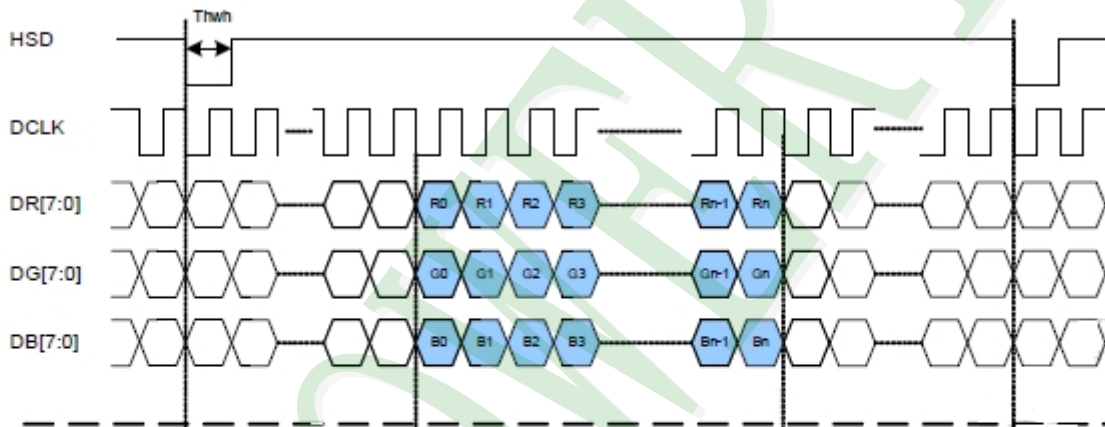 Thwh
HSD
DCLK
DR[7:0] R0 R1 R2 R3 Rn-1 Rn
DG[7:0] G0 G1 G2 G3 Gn-1 Gn
DB[7:0] B0 B1 B2 B3 Bn-1 Bn